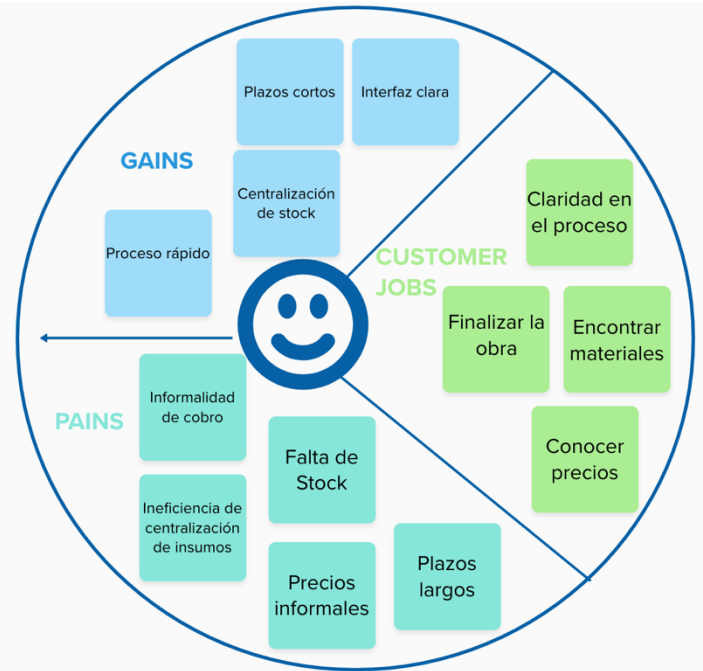 GAINS
Plazos cortos
Interfaz clara
Centralización
de stock
Proceso rápido
CUSTOMER
JOBS
Claridad en
el proceso
Finalizar la
obra
Encontrar
materiales
Conocer
precios
PAINS
Informalidad
de cobro
Falta de
Stock
Ineficiencia de
centralización
de insumos
Precios
informales
Plazos
largos